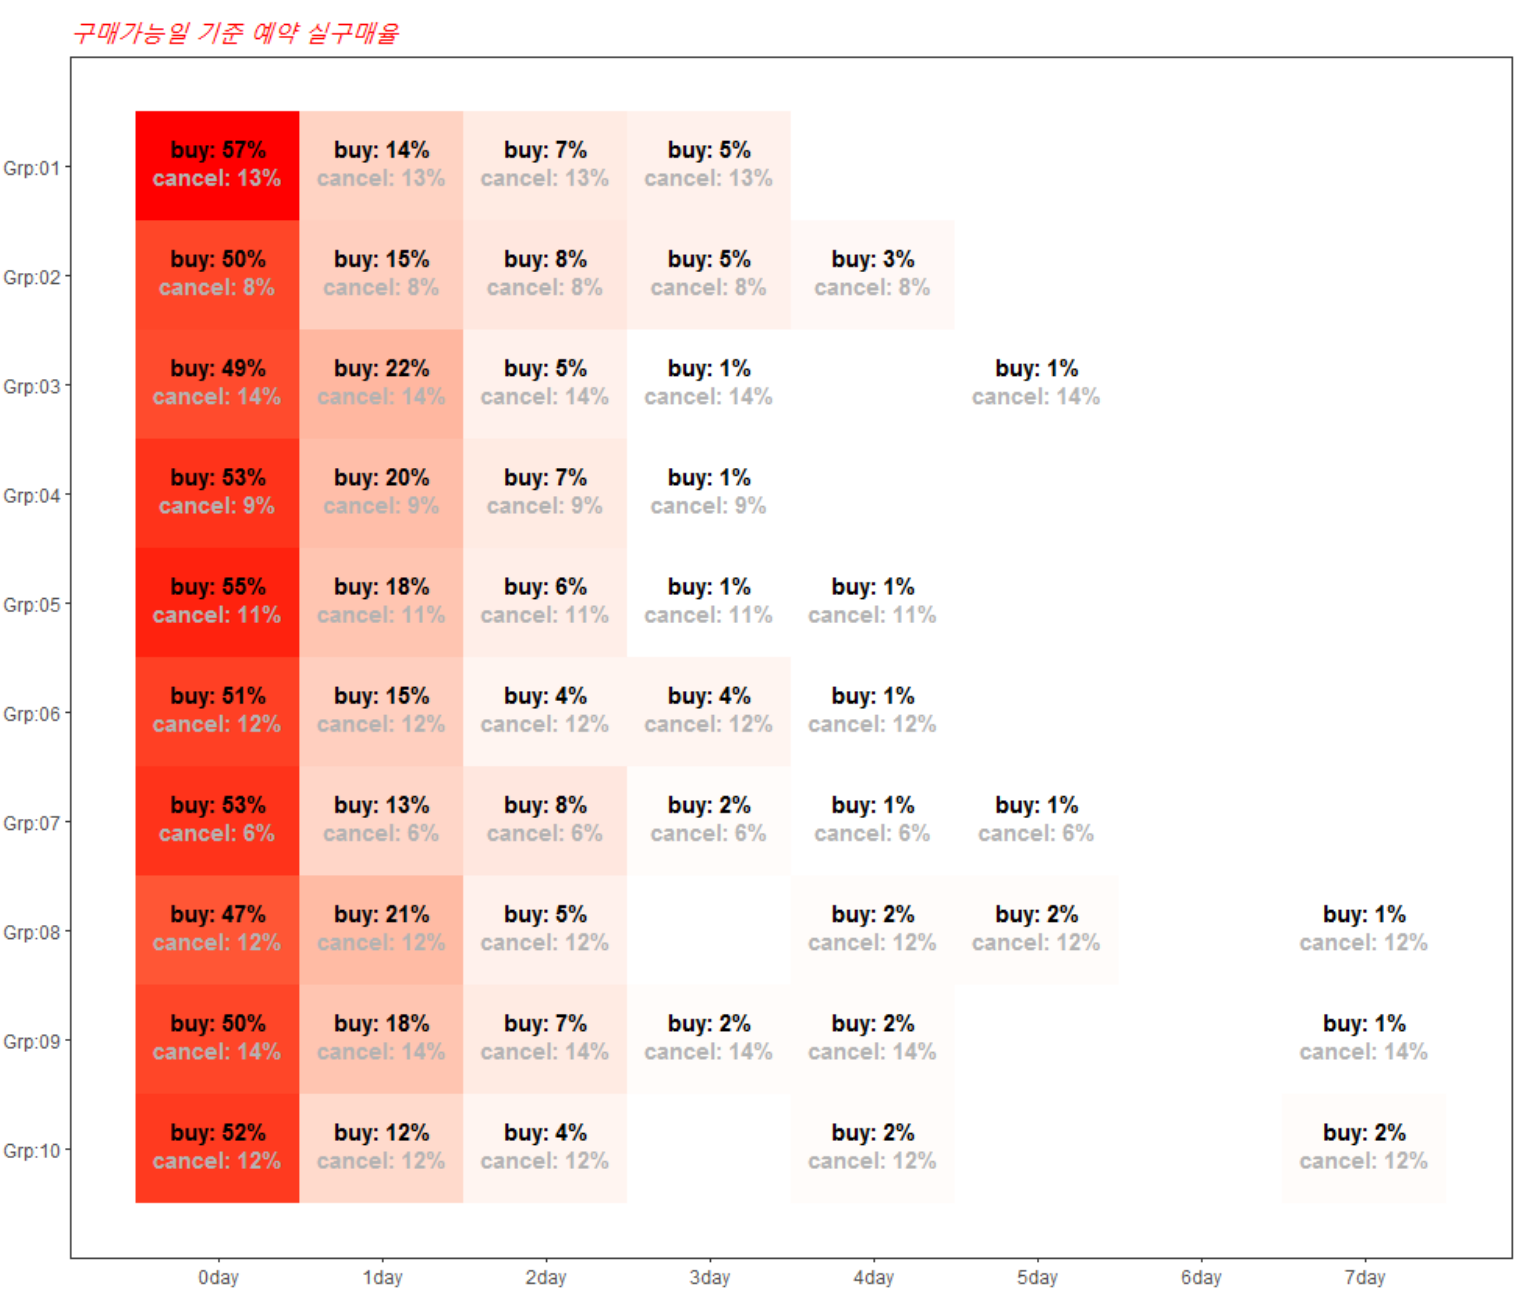 구매가능일 기준 예약 실구매율
Grp:01
buy: 57%
cancel: 13%
buy: 14%
cancel: 13%
buy: 7%
cancel: 13%
buy: 5%
cancel: 13%
Grp:02
buy: 50%
cancel: 8%
buy: 15%
cancel: 8%
buy: 8%
cancel: 8%
buy: 5%
cancel: 8%
buy: 3%
cancel: 8%
Grp:03
buy: 49%
cancel: 14%
buy: 22%
cancel: 14%
buy: 5%
cancel: 14%
buy: 1%
cancel: 14%
buy: 1%
cancel: 14%
Grp:04
buy: 53%
cancel: 9%
buy: 20%
cancel: 9%
buy: 7%
cancel: 9%
buy: 1%
cancel: 9%
Grp:05
buy: 55%
cancel: 11%
buy: 18%
cancel: 11%
buy: 6%
cancel: 11%
buy: 1%
cancel: 11%
buy: 1%
cancel: 11%
Grp:06
buy: 51%
cancel: 12%
buy: 15%
cancel: 12%
buy: 4%
cancel: 12%
buy: 4%
cancel: 12%
buy: 1%
cancel: 12%
Grp:07
buy: 53%
cancel: 6%
buy: 13%
cancel: 6%
buy: 8%
cancel: 6%
buy: 2%
cancel: 6%
buy: 1%
cancel: 6%
buy: 1%
cancel: 6%
Grp:08
buy: 47%
cancel: 12%
buy: 21%
cancel: 12%
buy: 5%
cancel: 12%
buy: 2%
cancel: 12%
buy: 2%
cancel: 12%
buy: 1%
cancel: 12%
Grp:09
buy: 50%
cancel: 14%
buy: 18%
cancel: 14%
buy: 7%
cancel: 14%
buy: 2%
cancel: 14%
buy: 2%
cancel: 14%
buy: 1%
cancel: 14%
Grp:10
buy: 52%
cancel: 12%
buy: 12%
cancel: 12%
buy: 4%
cancel: 12%
buy: 2%
cancel: 12%
buy: 2%
cancel: 12%
0day
1day
2day
3day
4day
5day
6day
7day